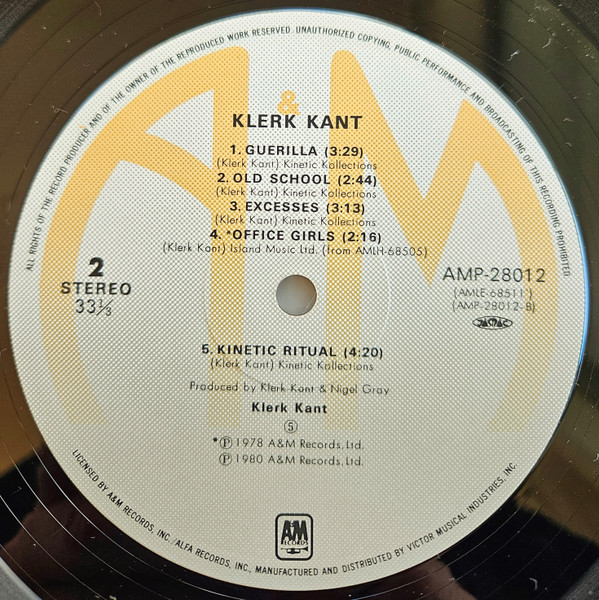 ALL RIGHTS OF THE RECORD PRODUCER AND OF THE OWNER OF THE REPRODUCED WORK RESERVED. UNAUTHORIZED COPYING, PUBLIC PERFORMANCE AND BROADCASTING OF THIS RECORDING PROHIBITED.
&
KLERK KANT
1. GUERILLA (3:29)
(Klerk Kant) Kinetic Kollections
2. OLD SCHOOL (2:44)
(Klerk Kant) Kinetic Kollections
3. EXCESSES (3:13)
(Klerk Kant) Kinetic Kollections
4. *OFFICE GIRLS (2:16)
(Klerk Kant) Island Music Ltd. (from AMLH-68505)
2
STEREO
33⅓
AMP-28012
(AMLE-68511)
(AMP-28012-B)
JASRAC
5. KINETIC RITUAL (4:20)
(Klerk Kant) Kinetic Kollections
Produced by Klerk Kant & Nigel Gray
Klerk Kant
⑤
*Ⓟ1978 A&M Records, Ltd.
Ⓟ1980 A&M Records, Ltd.
A&M
RECORDS
LICENSED BY A&M RECORDS, INC./ALFA RECORDS, INC., MANUFACTURED AND DISTRIBUTED BY VICTOR MUSICAL INDUSTRIES, INC.